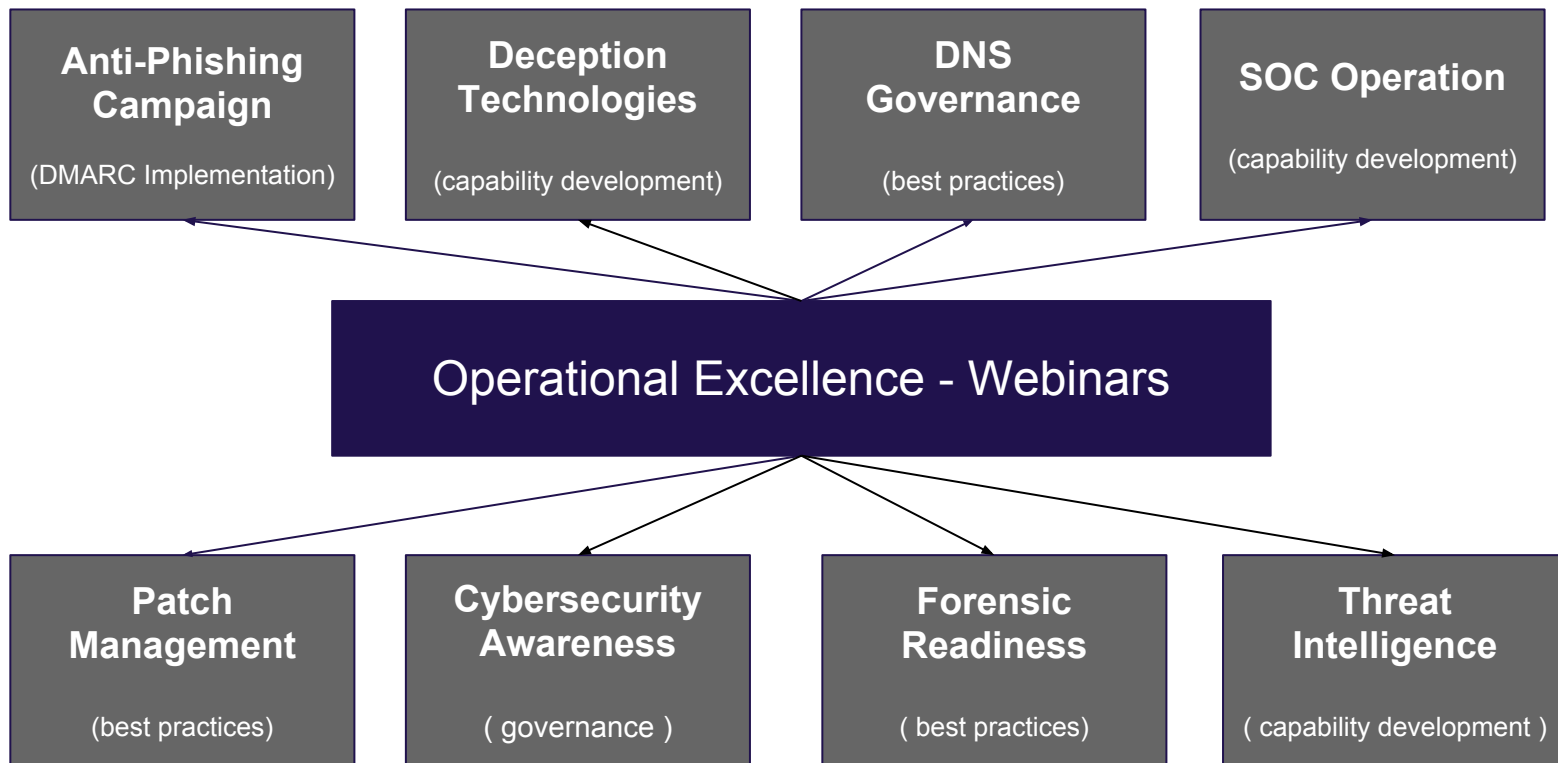 Anti-Phishing
Campaign
(DMARC Implementation)
Deception
Technologies
(capability development)
DNS
Governance
(best practices)
SOC Operation
(capability development)
Operational Excellence - Webinars
Patch
Management
(best practices)
Cybersecurity
Awareness
( governance )
Forensic
Readiness
( best practices)
Threat
Intelligence
( capability development )